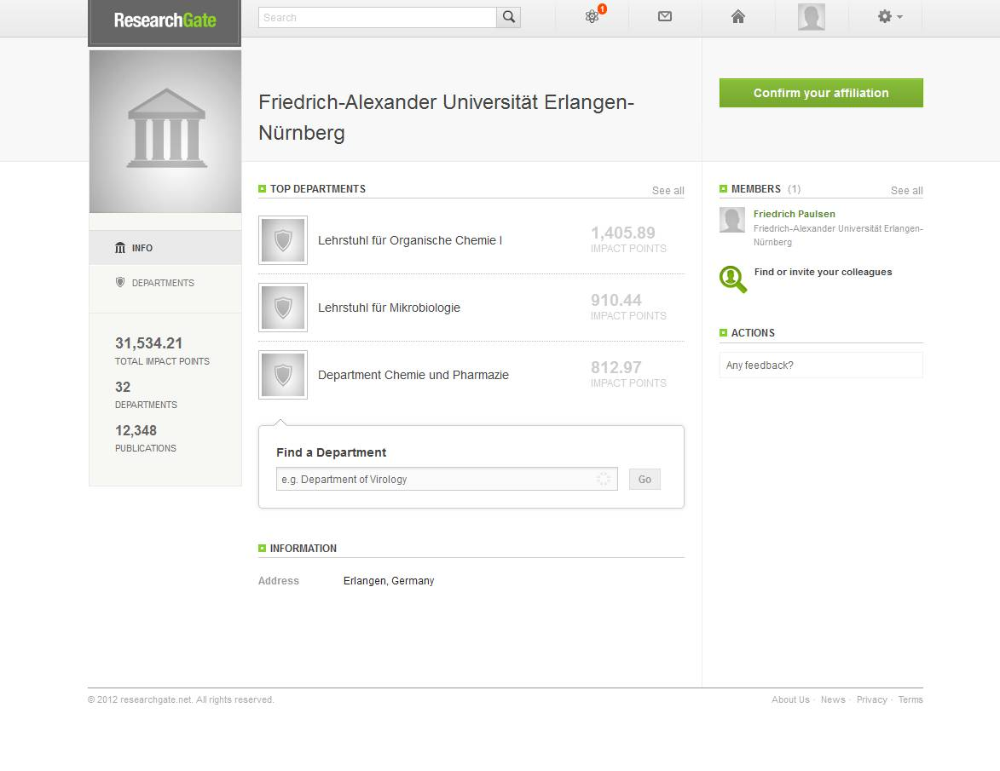 ResearchGate
Search
1
Friedrich-Alexander Universität Erlangen-
Nürnberg
Confirm your affiliation
INFO
DEPARTMENTS
31,534.21
TOTAL IMPACT POINTS
32
DEPARTMENTS
12,348
PUBLICATIONS
TOP DEPARTMENTS
See all
Lehrstuhl für Organische Chemie I
1,405.89
IMPACT POINTS
Lehrstuhl für Mikrobiologie
910.44
IMPACT POINTS
Department Chemie und Pharmazie
812.97
IMPACT POINTS
Find a Department
e.g. Department of Virology
Go
INFORMATION
Address Erlangen, Germany
MEMBERS (1)
See all
Friedrich Paulsen
Friedrich-Alexander Universität Erlangen-
Nürnberg
Find or invite your colleagues
ACTIONS
Any feedback?
© 2012 researchgate.net. All rights reserved.
About Us · News · Privacy · Terms